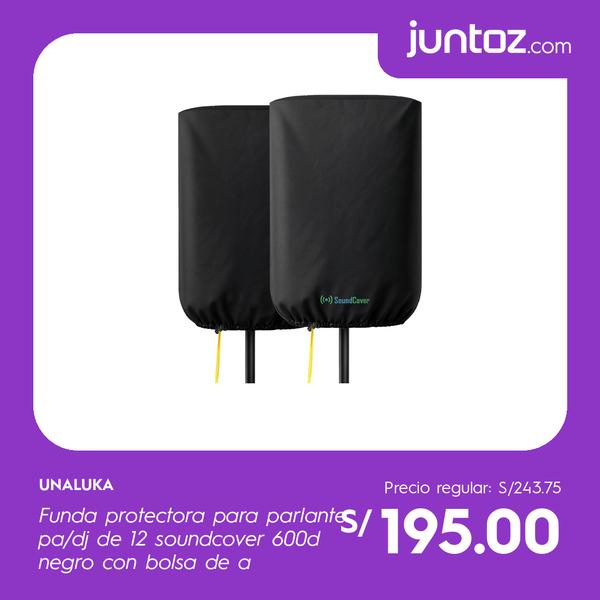 juntoz.com
SoundCover
UNALUKA
Funda protectora para parlante
pa/dj de 12 soundcover 600d
negro con bolsa de a
Precio regular: S/243.75
S/195.00